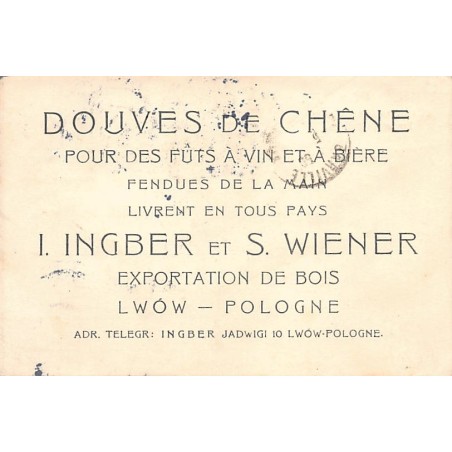 DOUVES DE CHÊNE
POUR DES FÛTS À VIN ET À BIÈRE
FENDUES DE LA MAIN
LIVRENT EN TOUS PAYS
I. INGBER ET S. WIENER
EXPORTATION DE BOIS
LWÓW — POLOGNE
ADR. TELEGR: INGBER JADWIGI 10 LWÓW-POLOGNE.